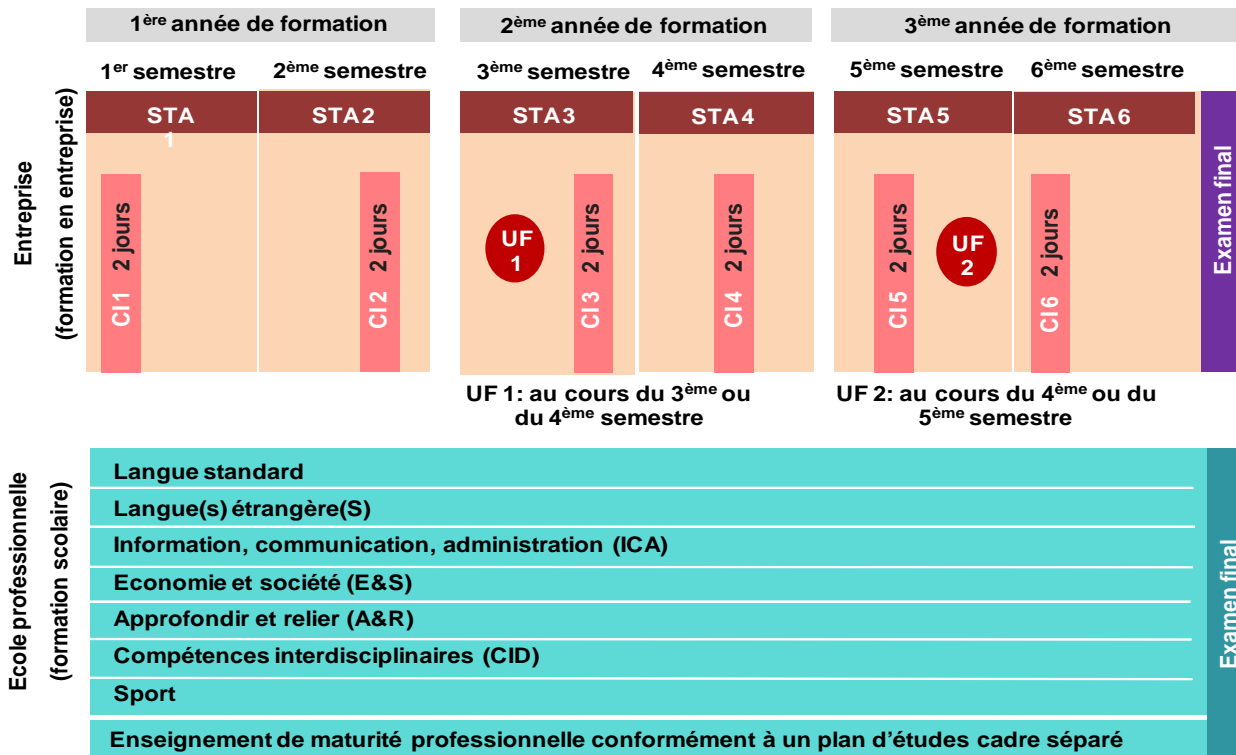 1ère année de formation
2ème année de formation
3ème année de formation
1er semestre
2ème semestre
3ème semestre
4ème semestre
5ème semestre
6ème semestre
Entreprise
(formation en entreprise)
STA
1
STA2
STA3
STA4
STA5
STA6
CI1 2 jours
CI2 2 jours
UF
1
CI3 2 jours
CI4 2 jours
CI5 2 jours
UF
2
CI6 2 jours
Examen final
UF 1: au cours du 3ème ou
du 4ème semestre
UF 2: au cours du 4ème ou du
5ème semestre
Ecole professionnelle
(formation scolaire)
Langue standard
Langue(s) étrangère(S)
Information, communication, administration (ICA)
Economie et société (E&S)
Approfondir et relier (A&R)
Compétences interdisciplinaires (CID)
Sport
Enseignement de maturité professionnelle conformément à un plan d'études cadre séparé
Examen final